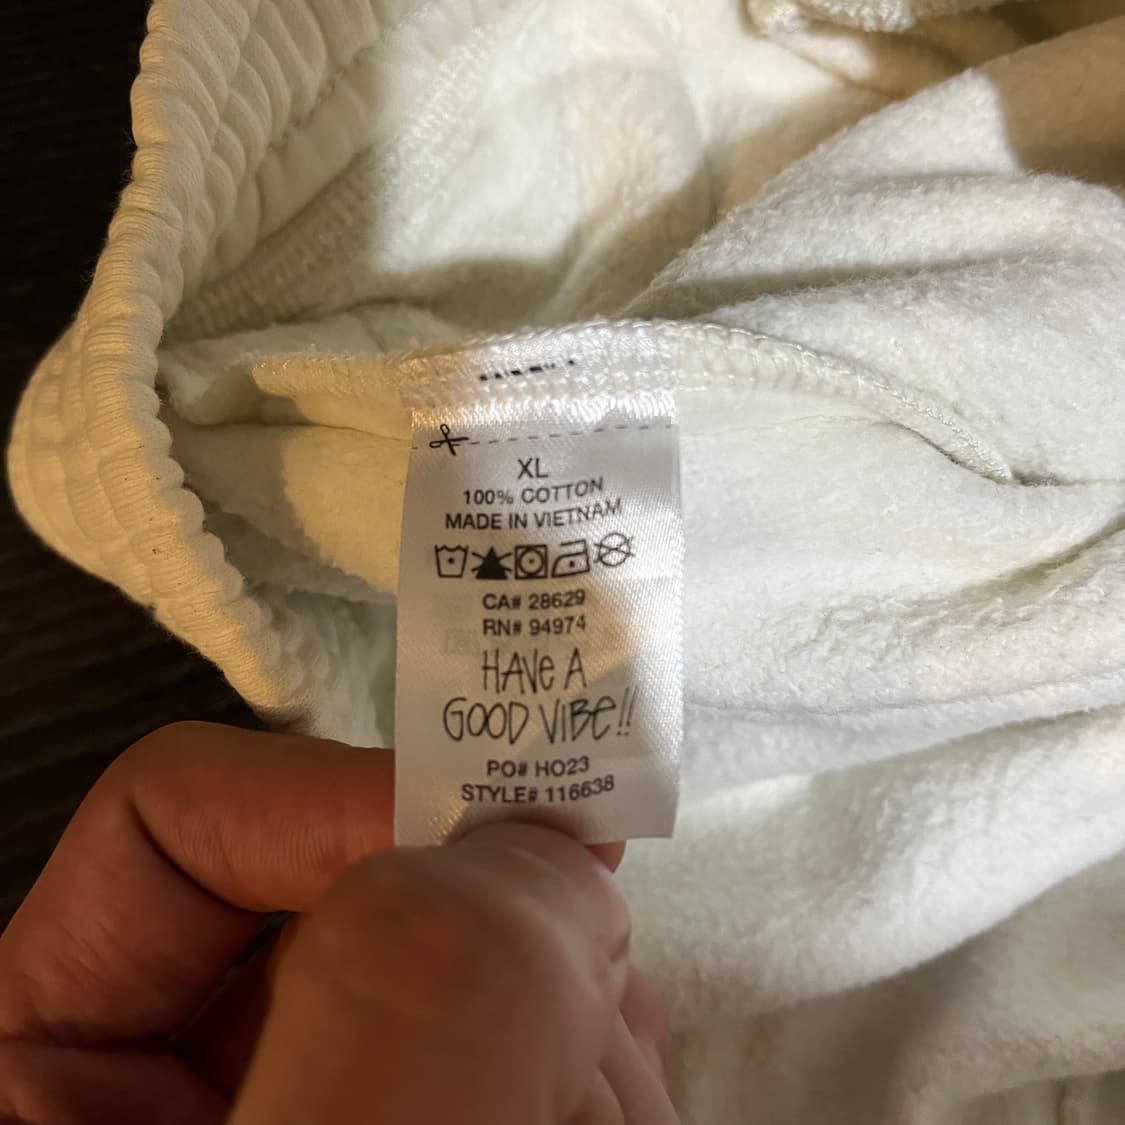 XL
100% COTTON
MADE IN VIETNAM
CA# 28629
RN# 94974
HAVE A
GOOD VIBE!!
PO# HO23
STYLE# 116638